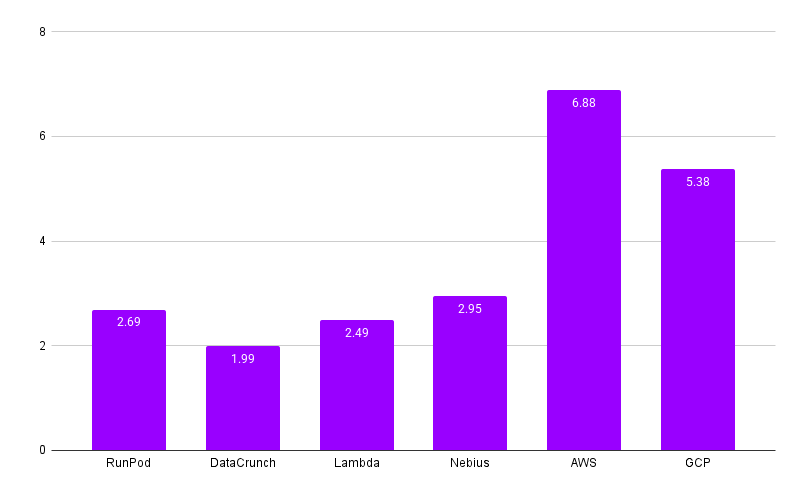 8
6
4
2
0
2.69
1.99
2.49
2.95
6.88
5.38
RunPod
DataCrunch
Lambda
Nebius
AWS
GCP